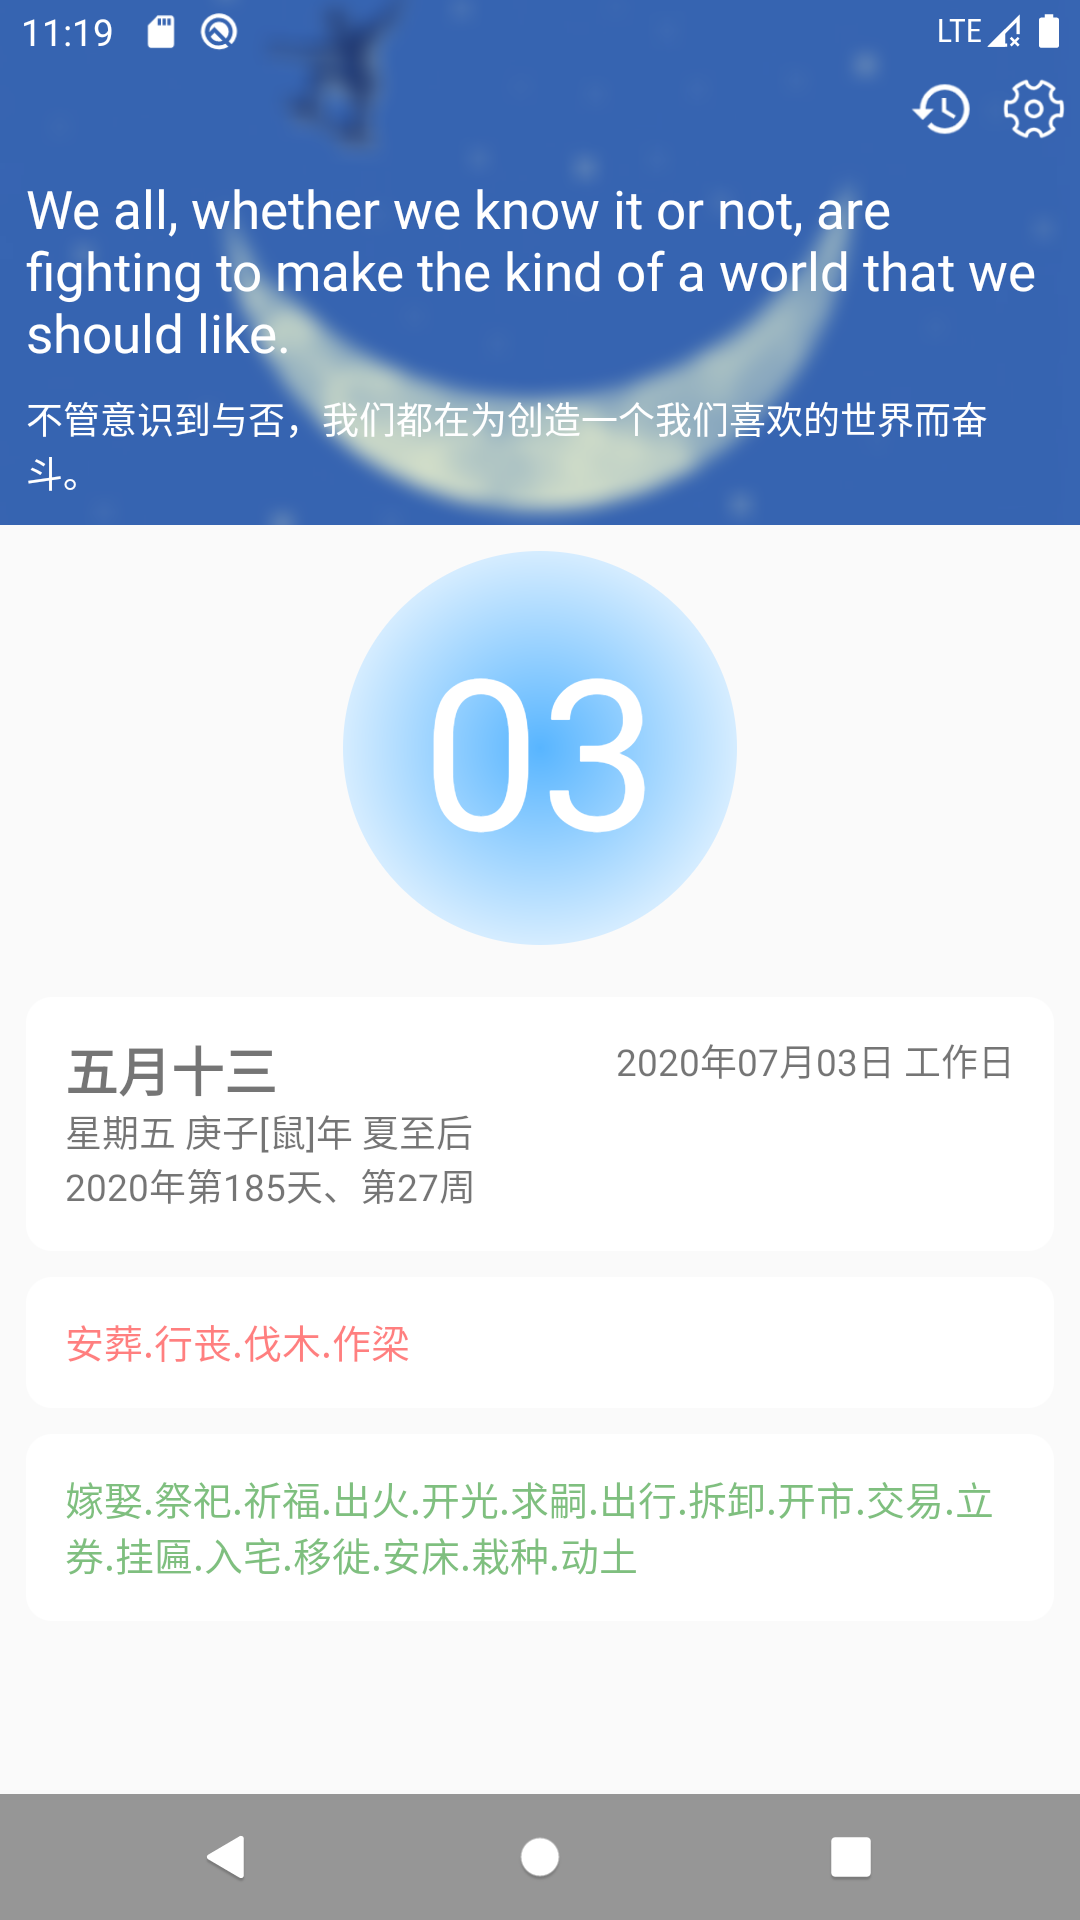 11:19
LTE
We all, whether we know it or not, are
fighting to make the kind of a world that we
should like.
不管意识到与否，我们都在为创造一个我们喜欢的世界而奋
斗。
03
五月十三
2020年07月03日 工作日
星期五 庚子[鼠]年 夏至后
2020年第185天、第27周
安葬.行丧.伐木.作梁
嫁娶.祭祀.祈福.出火.开光.求嗣.出行.拆卸.开市.交易.立
券.挂匾.入宅.移徙.安床.栽种.动土